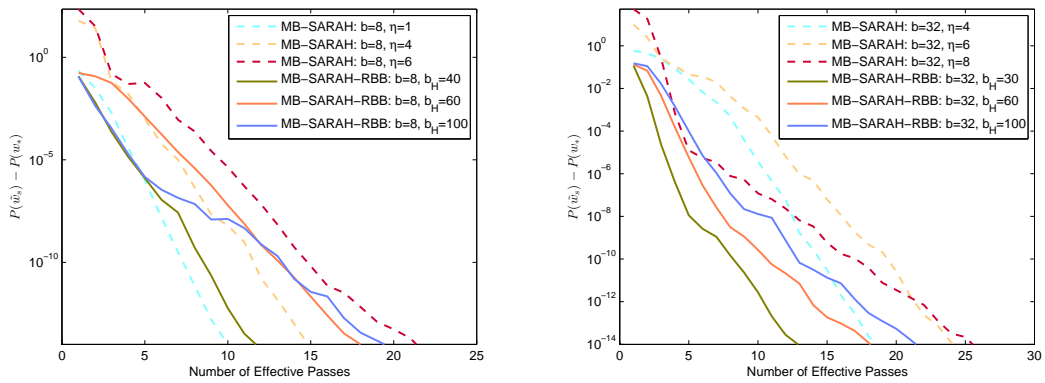 MB−SARAH: b=8, η=1
MB−SARAH: b=8, η=4
MB−SARAH: b=8, η=6
MB−SARAH−RBB: b=8, b_H=40
MB−SARAH−RBB: b=8, b_H=60
MB−SARAH−RBB: b=8, b_H=100
10^0
10^−5
10^−10
P(w̃_s) − P(w_*)
0 5 10 15 20 25
Number of Effective Passes
MB−SARAH: b=32, η=4
MB−SARAH: b=32, η=6
MB−SARAH: b=32, η=8
MB−SARAH−RBB: b=32, b_H=30
MB−SARAH−RBB: b=32, b_H=60
MB−SARAH−RBB: b=32, b_H=100
10^0
10^−2
10^−4
10^−6
10^−8
10^−10
10^−12
10^−14
P(w̃_s) − P(w_*)
0 5 10 15 20 25 30
Number of Effective Passes